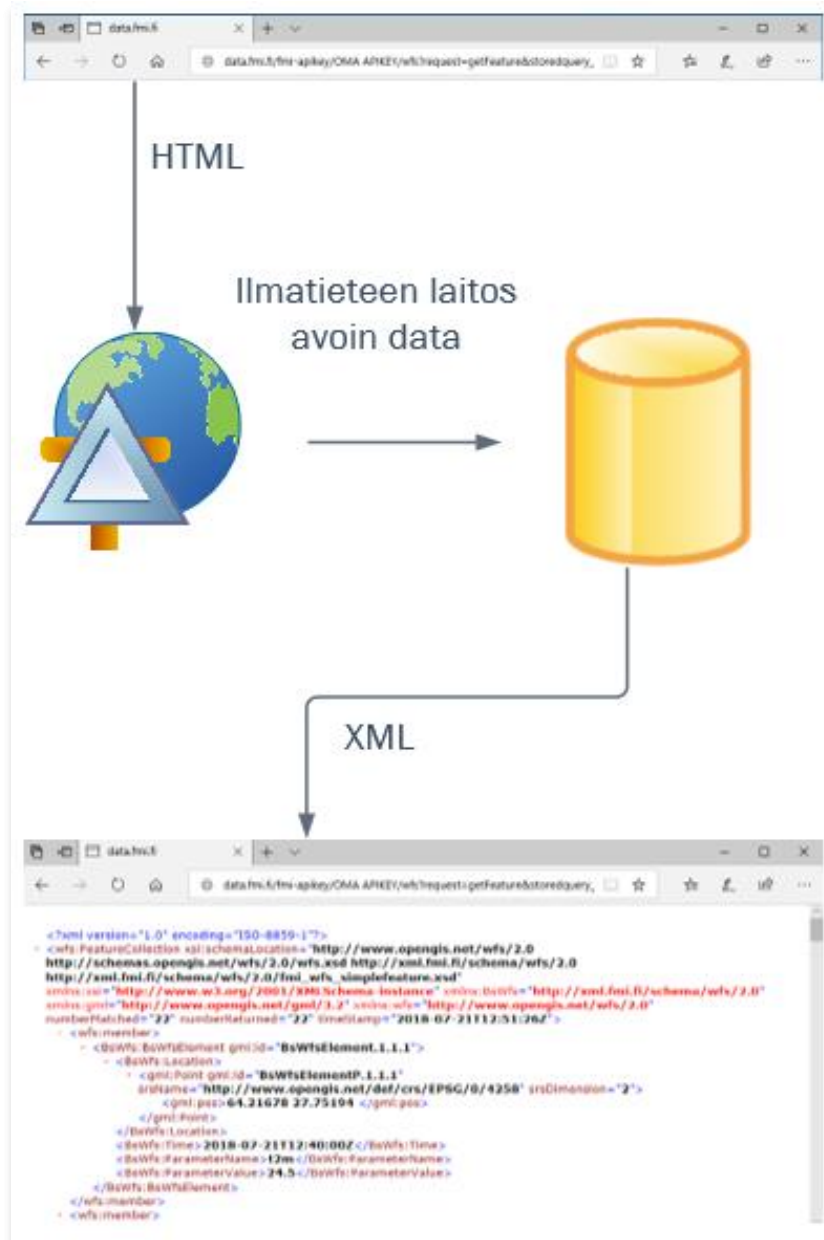 data.fmi.fi
data.fmi.fi/fmi-apikey/OMA APIKEY/wfs?request=getFeature&storedquery_
HTML
Ilmatieteen laitos
avoin data
XML
data.fmi.fi
data.fmi.fi/fmi-apikey/OMA APIKEY/wfs?request=getFeature&storedquery_
<?xml version="1.0" encoding="ISO-8859-1"?>
- <wfs:FeatureCollection xsi:schemaLocation="http://www.opengis.net/wfs/2.0
http://schemas.opengis.net/wfs/2.0/wfs.xsd http://xml.fmi.fi/schema/wfs/2.0
http://xml.fmi.fi/schema/wfs/2.0/fmi_wfs_simplefeature.xsd"
xmlns:xsi="http://www.w3.org/2001/XMLSchema-instance" xmlns:BsWfs="http://xml.fmi.fi/schema/wfs/2.0"
xmlns:gml="http://www.opengis.net/gml/3.2" xmlns:wfs="http://www.opengis.net/wfs/2.0"
numberMatched="22" numberReturned="22" timeStamp="2018-07-21T12:51:26Z">
- <wfs:member>
- <BsWfs:BsWfsElement gml:id="BsWfsElement.1.1.1">
- <BsWfs:Location>
- <gml:Point gml:id="BsWfsElementP.1.1.1"
srsName="http://www.opengis.net/def/crs/EPSG/0/4258" srsDimension="2">
<gml:pos>64.21678 27.75194 </gml:pos>
</gml:Point>
</BsWfs:Location>
<BsWfs:Time>2018-07-21T12:40:00Z</BsWfs:Time>
<BsWfs:ParameterName>t2m</BsWfs:ParameterName>
<BsWfs:ParameterValue>24.5</BsWfs:ParameterValue>
</BsWfs:BsWfsElement>
</wfs:member>
- <wfs:member>